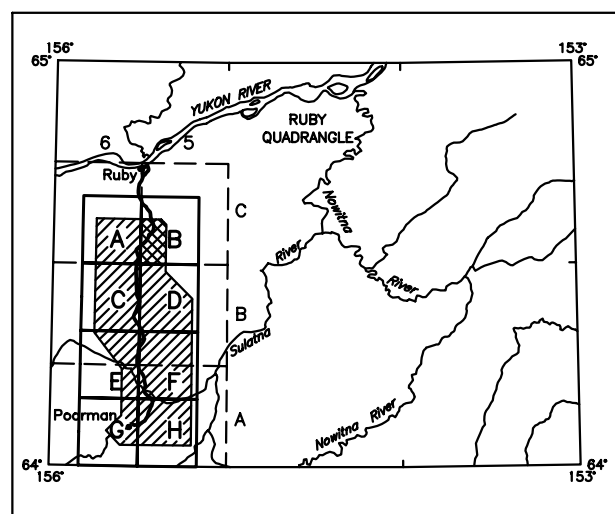 156°
153°
65°
65°
YUKON RIVER
RUBY
QUADRANGLE
6
5
Ruby
Nowitna
River
C
A
B
River
C
D
B
Sulatna
E
F
Poorman
G
H
A
Nowitna River
64°
64°
156°
153°